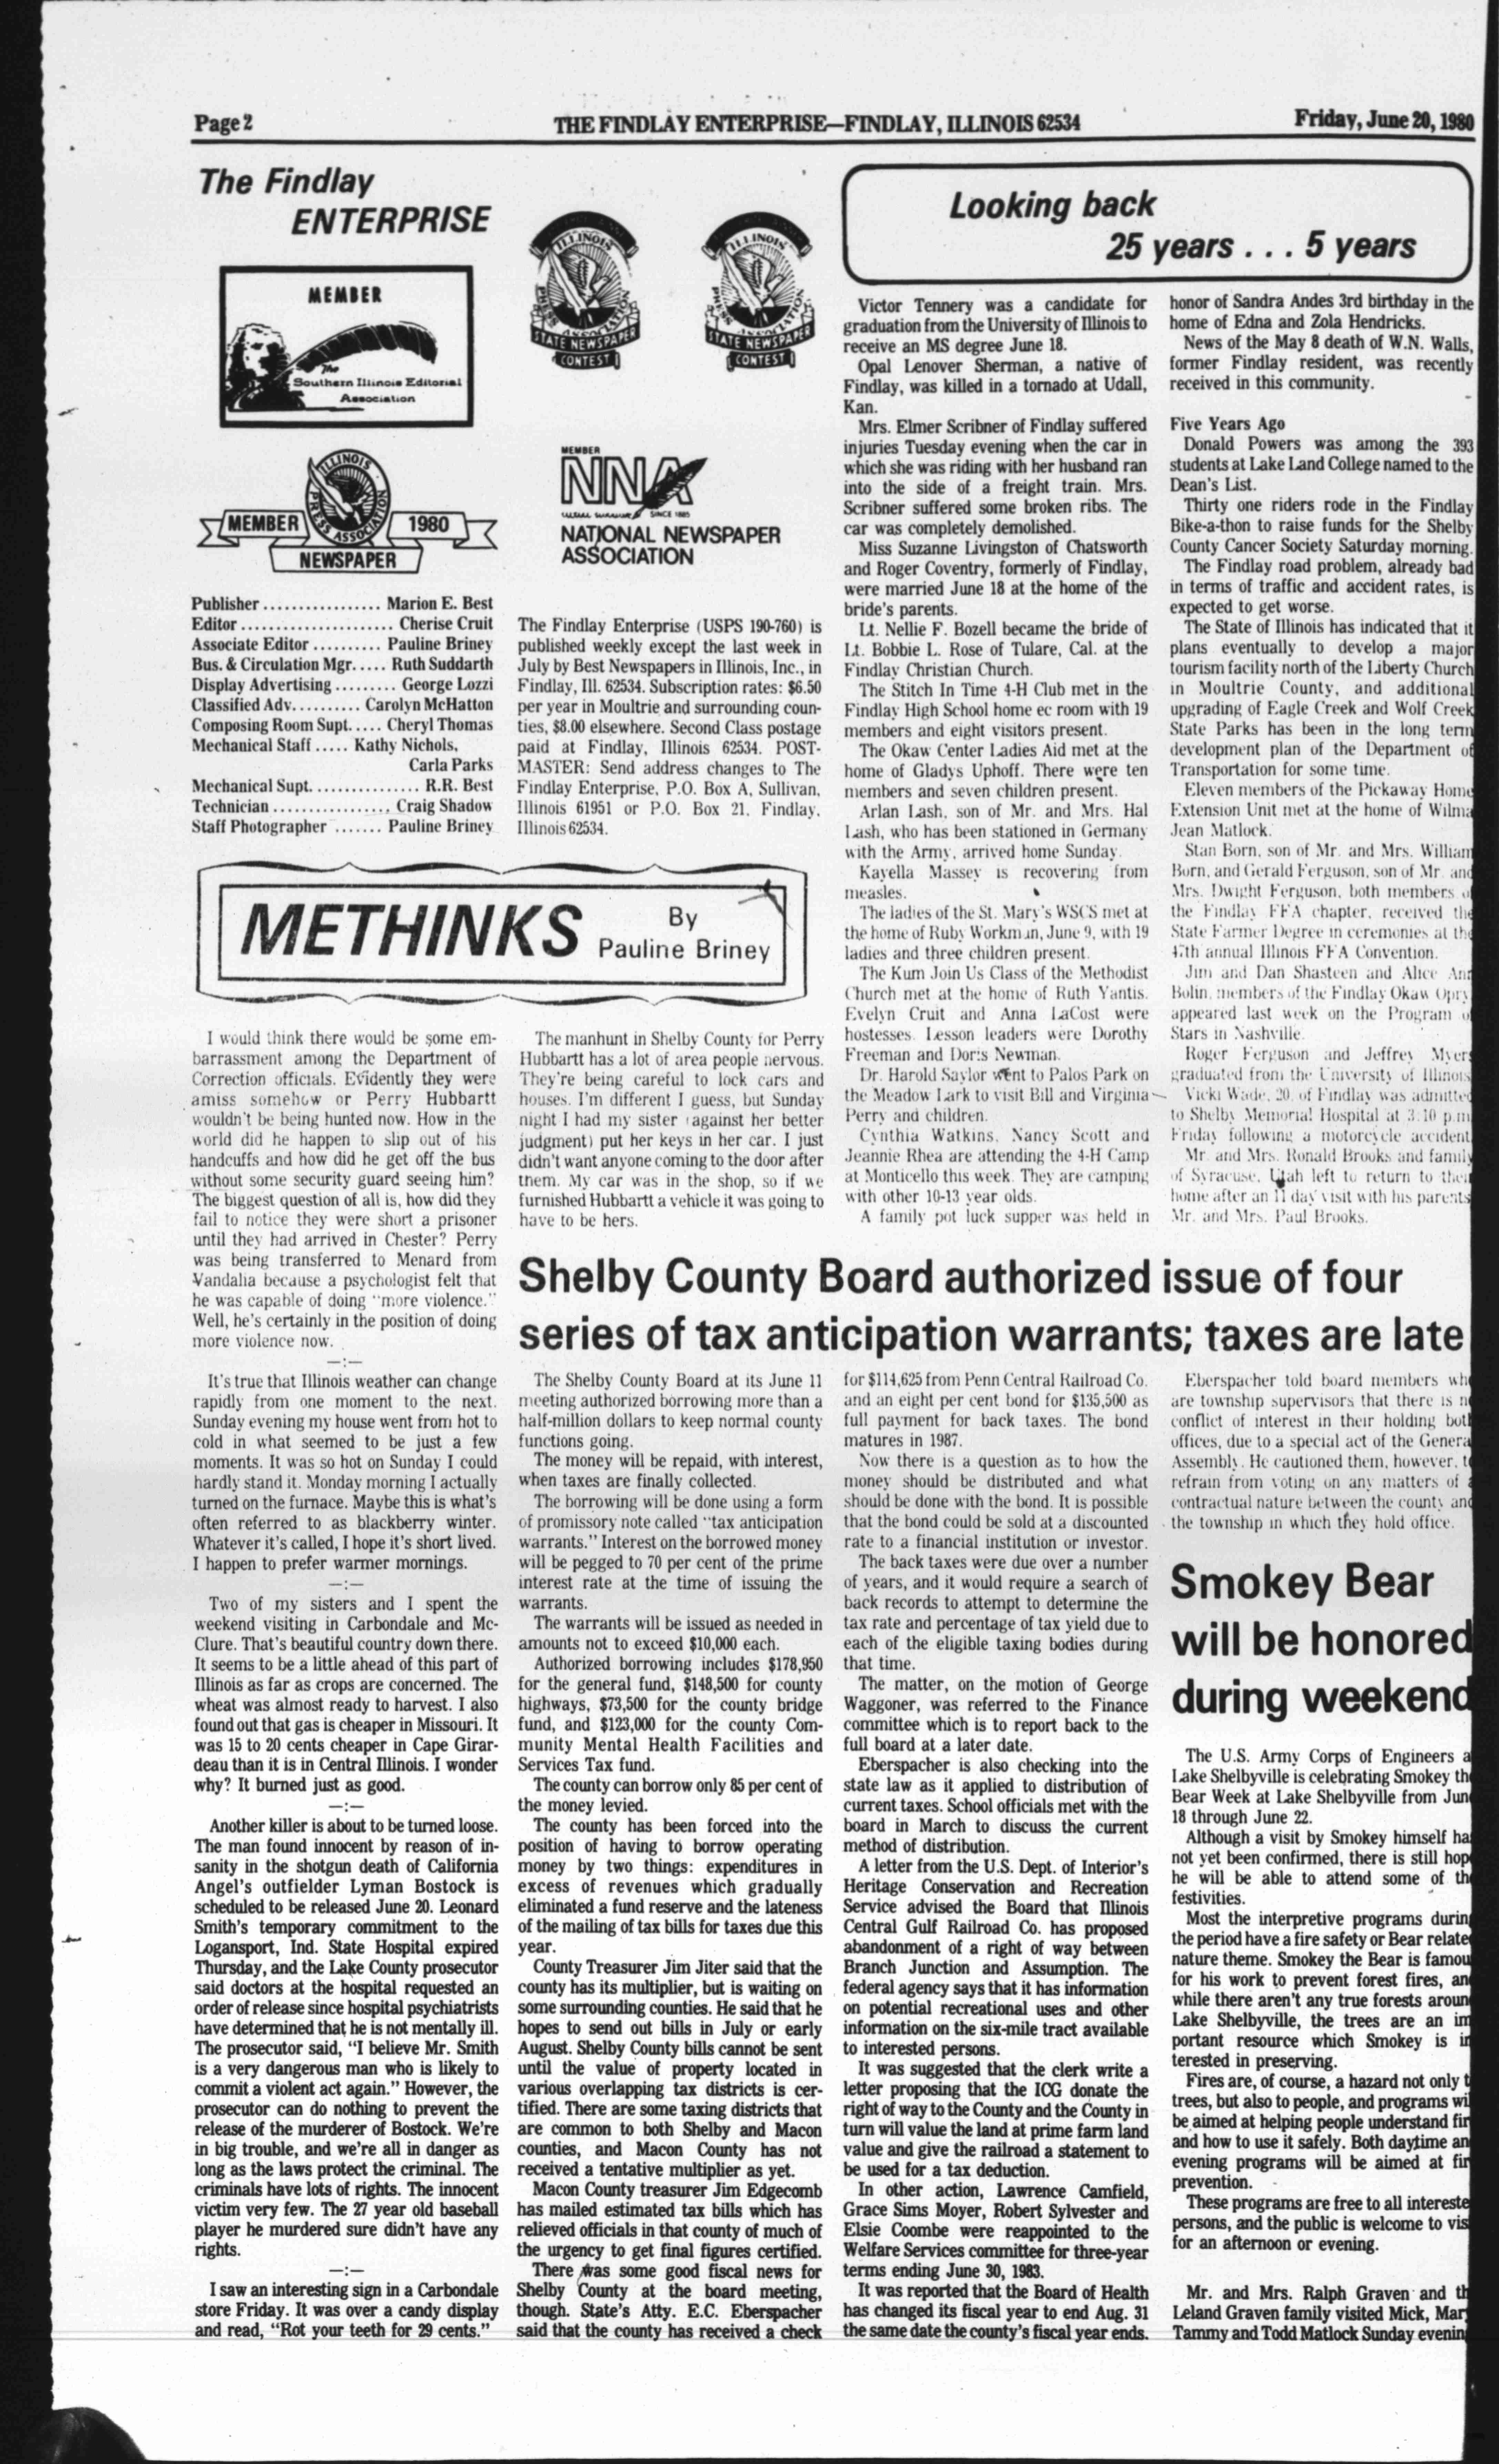 Page 2
THE FINDLAY ENTERPRISE—FINDLAY, ILLINOIS 62534
Friday, June 20, 1980
The Findlay
ENTERPRISE
MEMBER
The
Southern Illinois Editorial
Association
ILLINOIS
PRESS ASSOCIATION
STATE NEWSPAPER
CONTEST
ILLINOIS
PRESS ASSOCIATION
STATE NEWSPAPER
CONTEST
ILLINOIS
PRESS ASSOCIATION
MEMBER
1980
NEWSPAPER
MEMBER
NNA
SINCE 1885
NATIONAL NEWSPAPER
ASSOCIATION
Publisher ................ Marion E. Best
Editor ..................... Cherise Cruit
Associate Editor .......... Pauline Briney
Bus. & Circulation Mgr. .... Ruth Suddarth
Display Advertising ......... George Lozzi
Classified Adv. ......... Carolyn McHatton
Composing Room Supt. .... Cheryl Thomas
Mechanical Staff ..... Kathy Nichols,
Carla Parks
Mechanical Supt. .............. R.R. Best
Technician ................ Craig Shadow
Staff Photographer ....... Pauline Briney
The Findlay Enterprise (USPS 190-760) is
published weekly except the last week in
July by Best Newspapers in Illinois, Inc., in
Findlay, Ill. 62534. Subscription rates: $6.50
per year in Moultrie and surrounding coun-
ties, $8.00 elsewhere. Second Class postage
paid at Findlay, Illinois 62534. POST-
MASTER: Send address changes to The
Findlay Enterprise, P.O. Box A, Sullivan,
Illinois 61951 or P.O. Box 21, Findlay,
Illinois 62534.
METHINKS
By
Pauline Briney
I would think there would be some em-
barrassment among the Department of
Correction officials. Evidently they were
amiss somehow or Perry Hubbartt
wouldn't be being hunted now. How in the
world did he happen to slip out of his
handcuffs and how did he get off the bus
without some security guard seeing him?
The biggest question of all is, how did they
fail to notice they were short a prisoner
until they had arrived in Chester? Perry
was being transferred to Menard from
Vandalia because a psychologist felt that
he was capable of doing "more violence."
Well, he's certainly in the position of doing
more violence now.
—:—
It's true that Illinois weather can change
rapidly from one moment to the next.
Sunday evening my house went from hot to
cold in what seemed to be just a few
moments. It was so hot on Sunday I could
hardly stand it. Monday morning I actually
turned on the furnace. Maybe this is what's
often referred to as blackberry winter.
Whatever it's called, I hope it's short lived.
I happen to prefer warmer mornings.
—:—
Two of my sisters and I spent the
weekend visiting in Carbondale and Mc-
Clure. That's beautiful country down there.
It seems to be a little ahead of this part of
Illinois as far as crops are concerned. The
wheat was almost ready to harvest. I also
found out that gas is cheaper in Missouri. It
was 15 to 20 cents cheaper in Cape Girar-
deau than it is in Central Illinois. I wonder
why? It burned just as good.
—:—
Another killer is about to be turned loose.
The man found innocent by reason of in-
sanity in the shotgun death of California
Angel's outfielder Lyman Bostock is
scheduled to be released June 20. Leonard
Smith's temporary commitment to the
Logansport, Ind. State Hospital expired
Thursday, and the Lake County prosecutor
said doctors at the hospital requested an
order of release since hospital psychiatrists
have determined that he is not mentally ill.
The prosecutor said, "I believe Mr. Smith
is a very dangerous man who is likely to
commit a violent act again." However, the
prosecutor can do nothing to prevent the
release of the murderer of Bostock. We're
in big trouble, and we're all in danger as
long as the laws protect the criminal. The
criminals have lots of rights. The innocent
victim very few. The 27 year old baseball
player he murdered sure didn't have any
rights.
—:—
I saw an interesting sign in a Carbondale
store Friday. It was over a candy display
and read, "Rot your teeth for 29 cents."
The manhunt in Shelby County for Perry
Hubbartt has a lot of area people nervous.
They're being careful to lock cars and
houses. I'm different I guess, but Sunday
night I had my sister (against her better
judgment) put her keys in her car. I just
didn't want anyone coming to the door after
them. My car was in the shop, so if we
furnished Hubbartt a vehicle it was going to
have to be hers.
Looking back
25 years . . . 5 years
Victor Tennery was a candidate for
graduation from the University of Illinois to
receive an MS degree June 18.
Opal Lenover Sherman, a native of
Findlay, was killed in a tornado at Udall,
Kan.
Mrs. Elmer Scribner of Findlay suffered
injuries Tuesday evening when the car in
which she was riding with her husband ran
into the side of a freight train. Mrs.
Scribner suffered some broken ribs. The
car was completely demolished.
Miss Suzanne Livingston of Chatsworth
and Roger Coventry, formerly of Findlay,
were married June 18 at the home of the
bride's parents.
Lt. Nellie F. Bozell became the bride of
Lt. Bobbie L. Rose of Tulare, Cal. at the
Findlay Christian Church.
The Stitch In Time 4-H Club met in the
Findlay High School home ec room with 19
members and eight visitors present.
The Okaw Center Ladies Aid met at the
home of Gladys Uphoff. There were ten
members and seven children present.
Arlan Lash, son of Mr. and Mrs. Hal
Lash, who has been stationed in Germany
with the Army, arrived home Sunday.
Kayella Massey is recovering from
measles.
The ladies of the St. Mary's WSCS met at
the home of Ruby Workman, June 9, with 19
ladies and three children present.
The Kum Join Us Class of the Methodist
Church met at the home of Ruth Yantis.
Evelyn Cruit and Anna LaCost were
hostesses. Lesson leaders were Dorothy
Freeman and Doris Newman.
Dr. Harold Saylor went to Palos Park on
the Meadow Lark to visit Bill and Virginia
Perry and children.
Cynthia Watkins, Nancy Scott and
Jeannie Rhea are attending the 4-H Camp
at Monticello this week. They are camping
with other 10-13 year olds.
A family pot luck supper was held in
honor of Sandra Andes 3rd birthday in the
home of Edna and Zola Hendricks.
News of the May 8 death of W.N. Walls,
former Findlay resident, was recently
received in this community.
Five Years Ago
Donald Powers was among the 393
students at Lake Land College named to the
Dean's List.
Thirty one riders rode in the Findlay
Bike-a-thon to raise funds for the Shelby
County Cancer Society Saturday morning.
The Findlay road problem, already bad
in terms of traffic and accident rates, is
expected to get worse.
The State of Illinois has indicated that it
plans eventually to develop a major
tourism facility north of the Liberty Church
in Moultrie County, and additional
upgrading of Eagle Creek and Wolf Creek
State Parks has been in the long term
development plan of the Department of
Transportation for some time.
Eleven members of the Pickaway Home
Extension Unit met at the home of Wilma
Jean Matlock.
Stan Born, son of Mr. and Mrs. William
Born, and Gerald Ferguson, son of Mr. and
Mrs. Dwight Ferguson, both members
the Findlay FFA chapter, received the
State Farmer Degree in ceremonies at the
47th annual Illinois FFA Convention.
Jim and Dan Shasteen and Alice Ann
Bolin, members of the Findlay Okaw Opry
appeared last week on the Program
Stars in Nashville.
Roger Ferguson and Jeffrey Myers
graduated from the University of Illinois
Vicki Wade, 20, of Findlay was admitted
to Shelby Memorial Hospital at 3:10 p.m
Friday following a motorcycle accident
Mr. and Mrs. Ronald Brooks and family
of Syracuse, Utah left to return to their
home after an 11 day visit with his parents
Mr. and Mrs. Paul Brooks.
Shelby County Board authorized issue of four
series of tax anticipation warrants; taxes are late
The Shelby County Board at its June 11
meeting authorized borrowing more than a
half-million dollars to keep normal county
functions going.
The money will be repaid, with interest,
when taxes are finally collected.
The borrowing will be done using a form
of promissory note called "tax anticipation
warrants." Interest on the borrowed money
will be pegged to 70 per cent of the prime
interest rate at the time of issuing the
warrants.
The warrants will be issued as needed in
amounts not to exceed $10,000 each.
Authorized borrowing includes $178,950
for the general fund, $148,500 for county
highways, $73,500 for the county bridge
fund, and $123,000 for the county Com-
munity Mental Health Facilities and
Services Tax fund.
The county can borrow only 85 per cent of
the money levied.
The county has been forced into the
position of having to borrow operating
money by two things: expenditures in
excess of revenues which gradually
eliminated a fund reserve and the lateness
of the mailing of tax bills for taxes due this
year.
County Treasurer Jim Jiter said that the
county has its multiplier, but is waiting on
some surrounding counties. He said that he
hopes to send out bills in July or early
August. Shelby County bills cannot be sent
until the value of property located in
various overlapping tax districts is cer-
tified. There are some taxing districts that
are common to both Shelby and Macon
counties, and Macon County has not
received a tentative multiplier as yet.
Macon County treasurer Jim Edgecomb
has mailed estimated tax bills which has
relieved officials in that county of much of
the urgency to get final figures certified.
There was some good fiscal news for
Shelby County at the board meeting,
though. State's Atty. E.C. Eberspacher
said that the county has received a check
for $114,625 from Penn Central Railroad Co.
and an eight per cent bond for $135,500 as
full payment for back taxes. The bond
matures in 1987.
Now there is a question as to how the
money should be distributed and what
should be done with the bond. It is possible
that the bond could be sold at a discounted
rate to a financial institution or investor.
The back taxes were due over a number
of years, and it would require a search of
back records to attempt to determine the
tax rate and percentage of tax yield due to
each of the eligible taxing bodies during
that time.
The matter, on the motion of George
Waggoner, was referred to the Finance
committee which is to report back to the
full board at a later date.
Eberspacher is also checking into the
state law as it applied to distribution of
current taxes. School officials met with the
board in March to discuss the current
method of distribution.
A letter from the U.S. Dept. of Interior's
Heritage Conservation and Recreation
Service advised the Board that Illinois
Central Gulf Railroad Co. has proposed
abandonment of a right of way between
Branch Junction and Assumption. The
federal agency says that it has information
on potential recreational uses and other
information on the six-mile tract available
to interested persons.
It was suggested that the clerk write a
letter proposing that the ICG donate the
right of way to the County and the County in
turn will value the land at prime farm land
value and give the railroad a statement to
be used for a tax deduction.
In other action, Lawrence Camfield,
Grace Sims Moyer, Robert Sylvester and
Elsie Coombe were reappointed to the
Welfare Services committee for three-year
terms ending June 30, 1983.
It was reported that the Board of Health
has changed its fiscal year to end Aug. 31
the same date the county's fiscal year ends.
Eberspacher told board members wh
are township supervisors that there is n
conflict of interest in their holding bot
offices, due to a special act of the Genera
Assembly. He cautioned them, however, t
refrain from voting on any matters of a
contractual nature between the county and
the township in which they hold office.
Smokey Bear
will be honored
during weekend
The U.S. Army Corps of Engineers a
Lake Shelbyville is celebrating Smokey th
Bear Week at Lake Shelbyville from Jun
18 through June 22.
Although a visit by Smokey himself ha
not yet been confirmed, there is still hop
he will be able to attend some of th
festivities.
Most the interpretive programs durin
the period have a fire safety or Bear relate
nature theme. Smokey the Bear is famou
for his work to prevent forest fires, an
while there aren't any true forests aroun
Lake Shelbyville, the trees are an im
portant resource which Smokey is in
terested in preserving.
Fires are, of course, a hazard not only t
trees, but also to people, and programs wil
be aimed at helping people understand fir
and how to use it safely. Both daytime an
evening programs will be aimed at fir
prevention.
These programs are free to all intereste
persons, and the public is welcome to vis
for an afternoon or evening.
Mr. and Mrs. Ralph Graven and th
Leland Graven family visited Mick, Mar
Tammy and Todd Matlock Sunday evenin